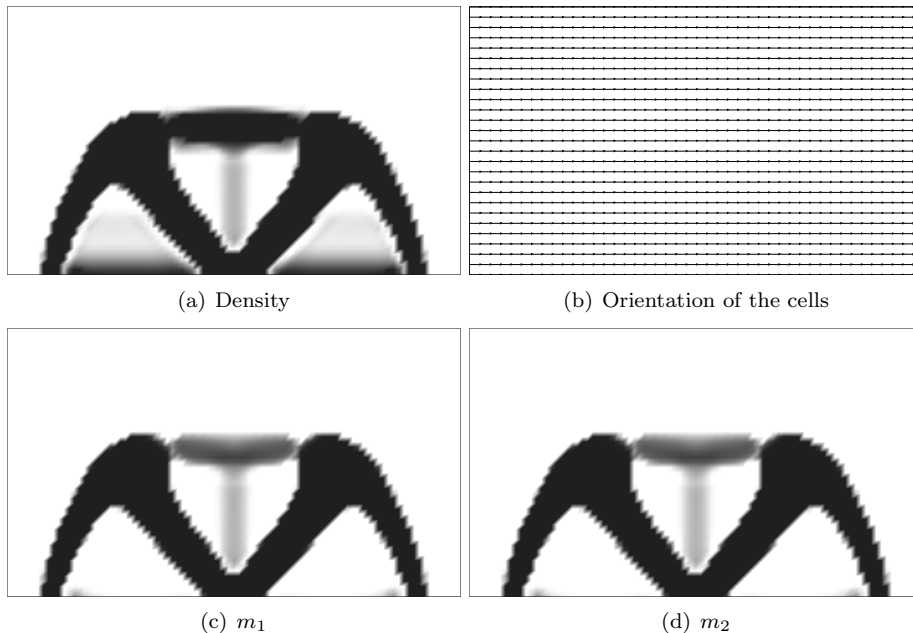 (a) Density
(b) Orientation of the cells
(c) m₁
(d) m₂